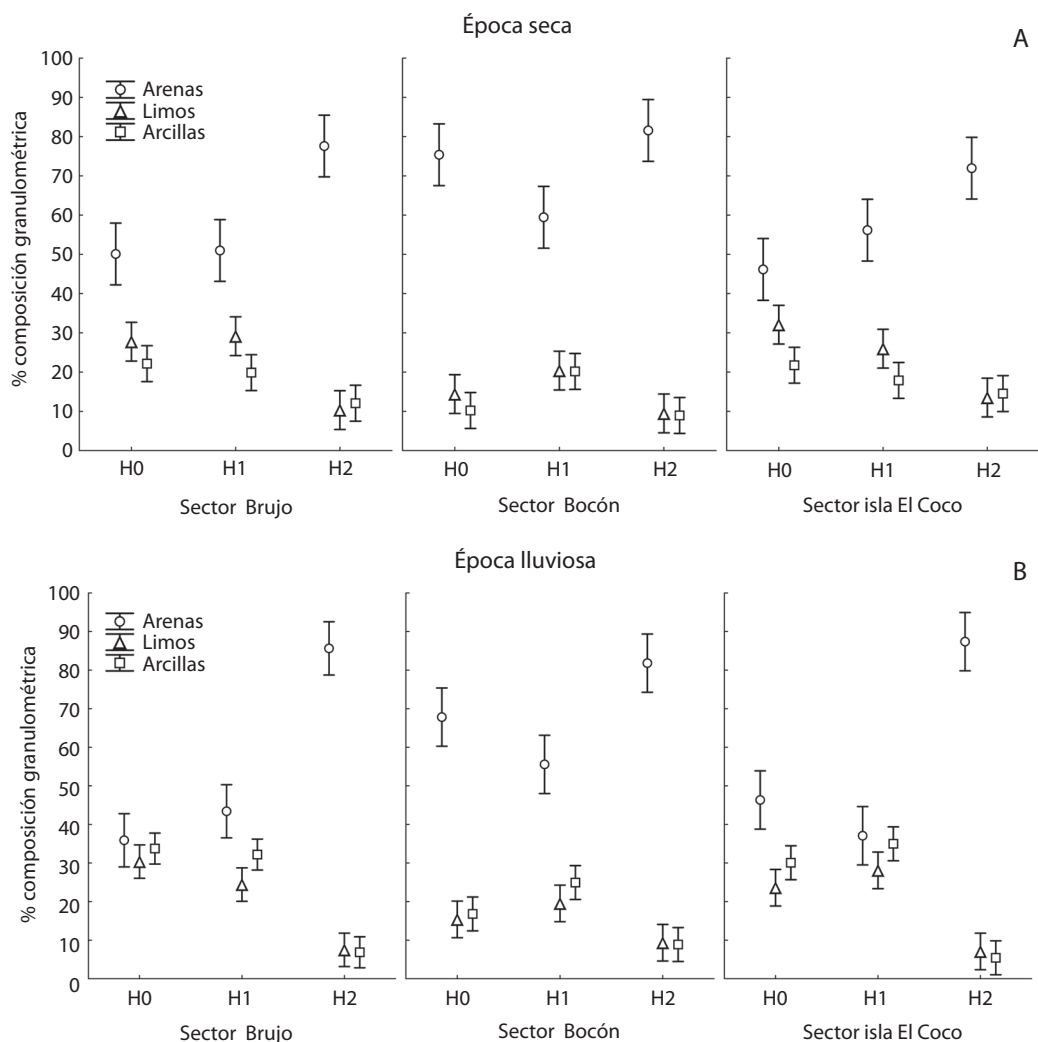 Época seca
A
% composición granulométrica
100
90
80
70
60
50
40
30
20
10
0
Arenas
Limos
Arcillas
H0 H1 H2 H0 H1 H2 H0 H1 H2
Sector Brujo Sector Bocón Sector isla El Coco
Época lluviosa
B
% composición granulométrica
100
90
80
70
60
50
40
30
20
10
0
Arenas
Limos
Arcillas
H0 H1 H2 H0 H1 H2 H0 H1 H2
Sector Brujo Sector Bocón Sector isla El Coco